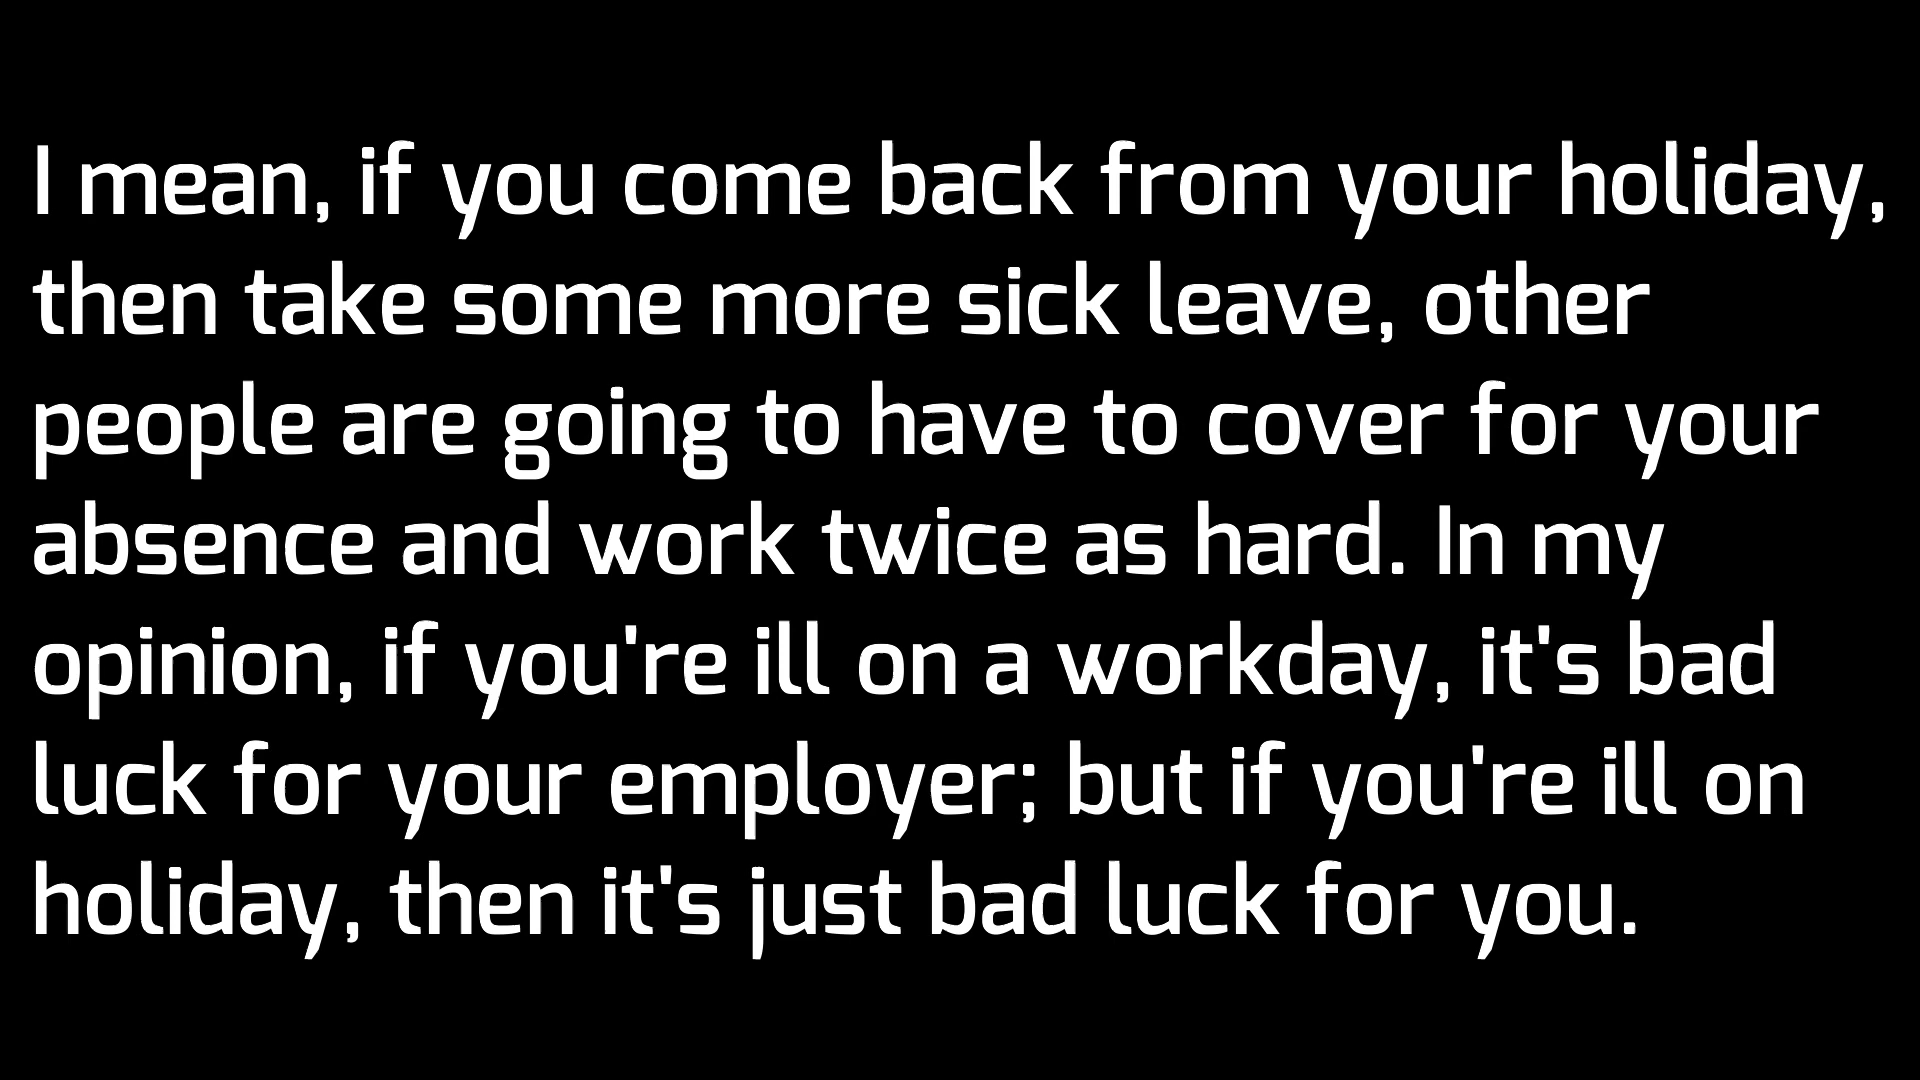 I mean, if you come back from your holiday,
then take some more sick leave, other
people are going to have to cover for your
absence and work twice as hard. In my
opinion, if you're ill on a workday, it's bad
luck for your employer; but if you're ill on
holiday, then it's just bad luck for you.